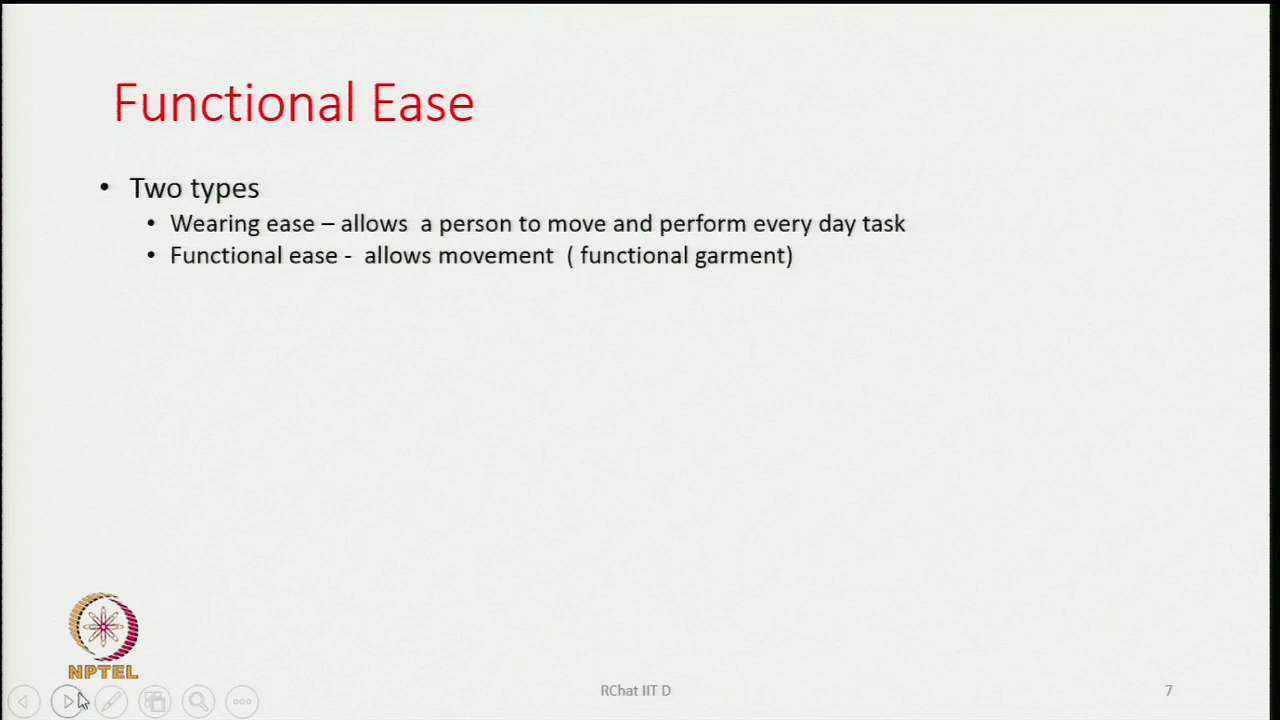 Functional Ease
• Two types
• Wearing ease – allows a person to move and perform every day task
• Functional ease - allows movement ( functional garment)
NPTEL
RChat IIT D
7